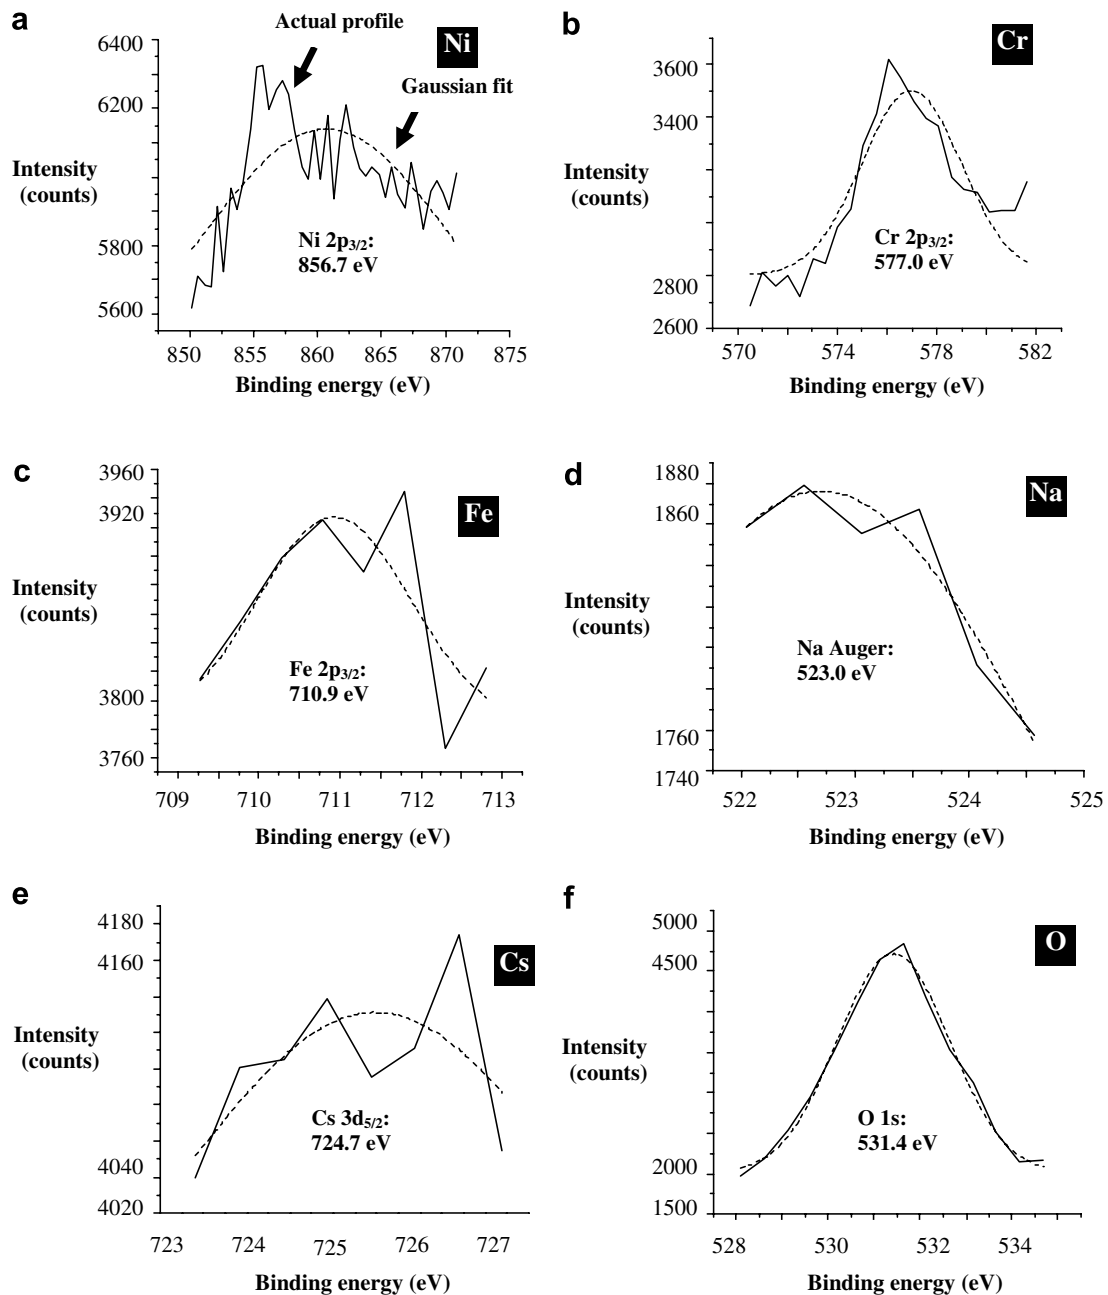 a
Actual profile
6400
Ni
Gaussian fit
6200
Intensity
(counts)
Ni 2p3/2:
856.7 eV
5800
5600
850 855 860 865 870 875
Binding energy (eV)
b
Cr
3600
3400
Intensity
(counts)
Cr 2p3/2:
577.0 eV
2800
2600
570 574 578 582
Binding energy (eV)
c
3960
Fe
3920
Intensity
(counts)
Fe 2p3/2:
710.9 eV
3800
3760
709 710 711 712 713
Binding energy (eV)
d
1880
Na
1860
Intensity
(counts)
Na Auger:
523.0 eV
1760
1740
522 523 524 525
Binding energy (eV)
e
4180
Cs
4160
Intensity
(counts)
Cs 3d5/2:
724.7 eV
4040
4020
723 724 725 726 727
Binding energy (eV)
f
5000
O
4500
Intensity
(counts)
O 1s:
531.4 eV
2000
1500
528 530 532 534
Binding energy (eV)